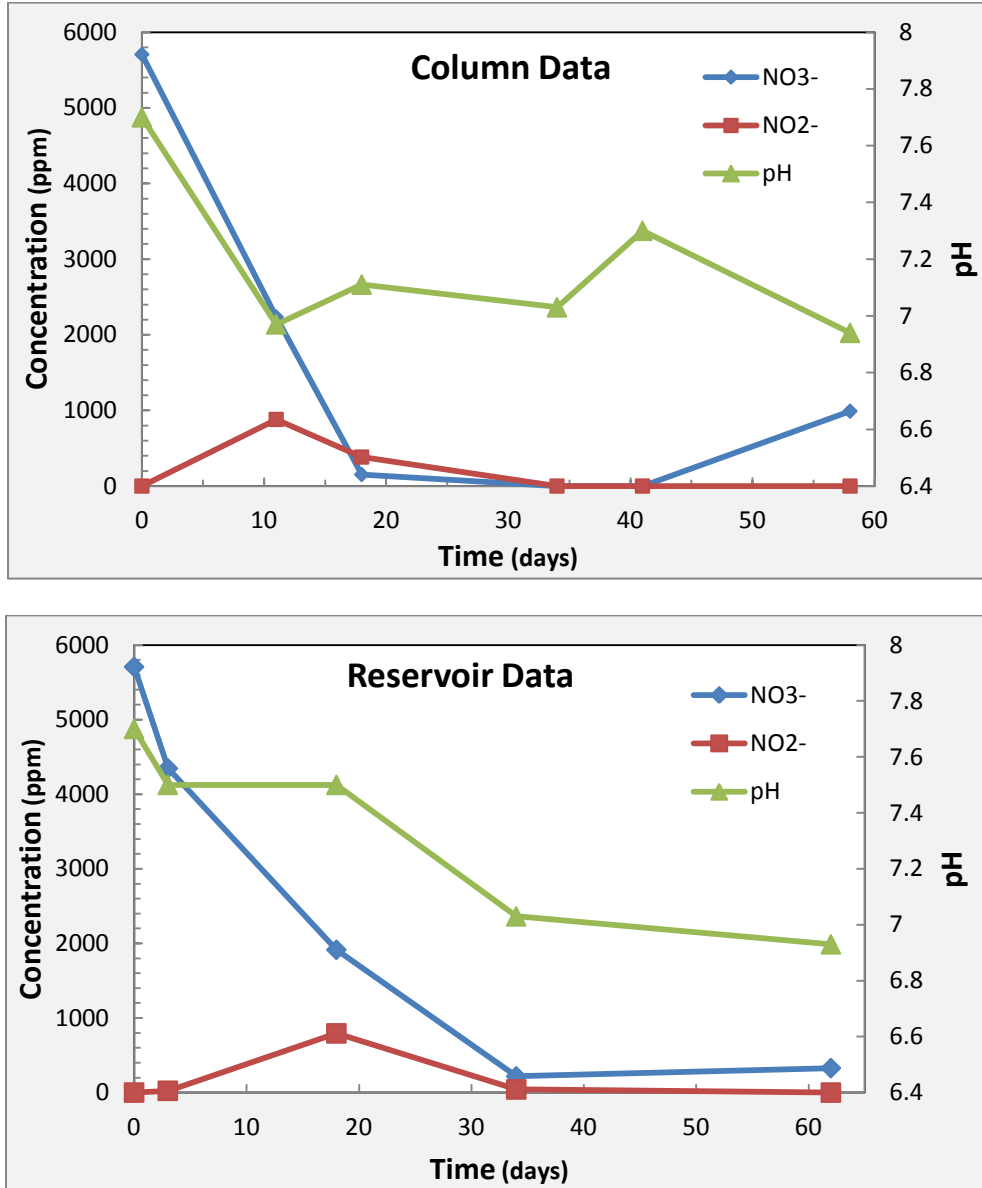 Column Data
NO3-
NO2-
pH
6000
5000
4000
3000
2000
1000
0
Concentration (ppm)
8
7.8
7.6
7.4
7.2
7
6.8
6.6
6.4
pH
0 10 20 30 40 50 60
Time (days)
Reservoir Data
NO3-
NO2-
pH
6000
5000
4000
3000
2000
1000
0
Concentration (ppm)
8
7.8
7.6
7.4
7.2
7
6.8
6.6
6.4
pH
0 10 20 30 40 50 60
Time (days)